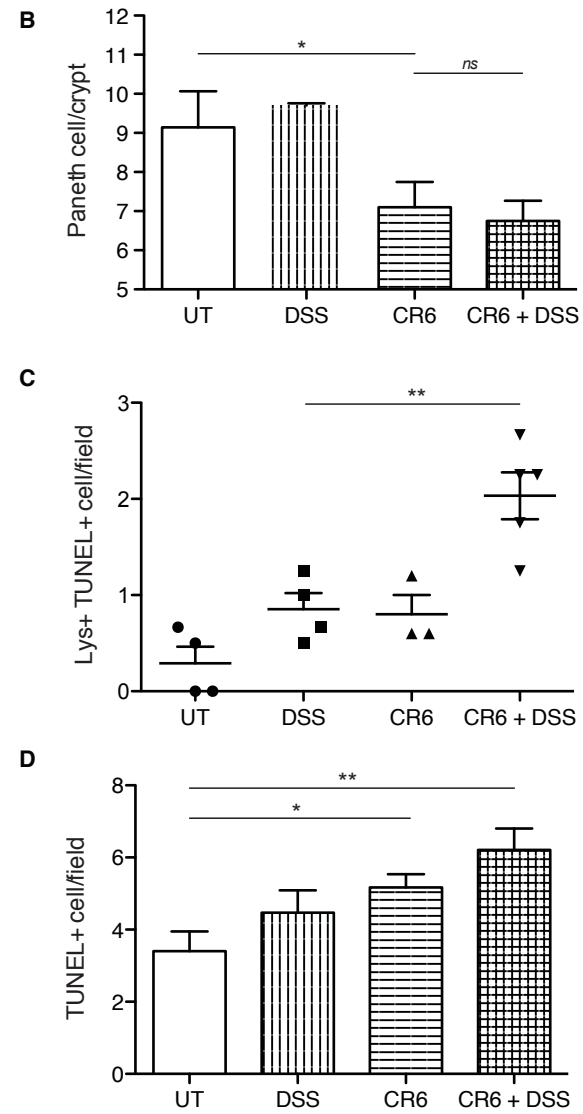 B
Paneth cell/crypt
12
11
10
9
8
7
6
5
*
ns
UT DSS CR6 CR6 + DSS
C
Lys+ TUNEL+ cell/field
3
2
1
0
**
UT DSS CR6 CR6 + DSS
D
TUNEL+ cell/field
8
6
4
2
0
**
*
UT DSS CR6 CR6 + DSS